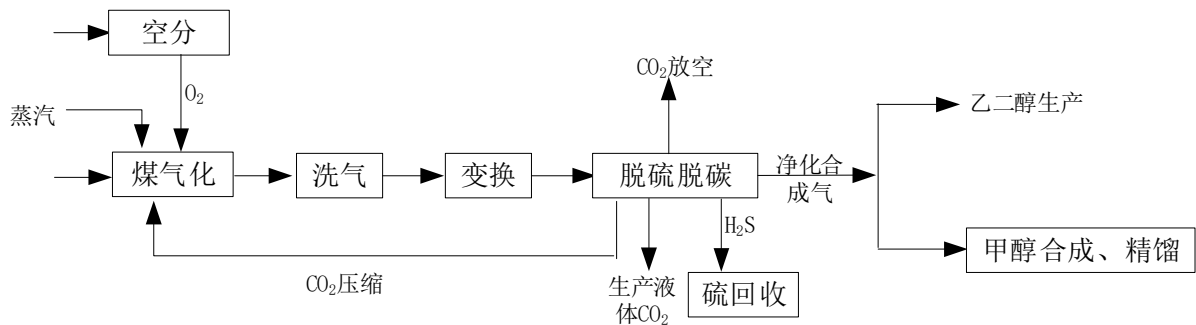 空分
CO₂放空
O₂
乙二醇生产
蒸汽
煤气化
洗气
变换
脱硫脱碳
净化合
成气
H₂S
甲醇合成、精馏
CO₂压缩
生产液
体CO₂
硫回收